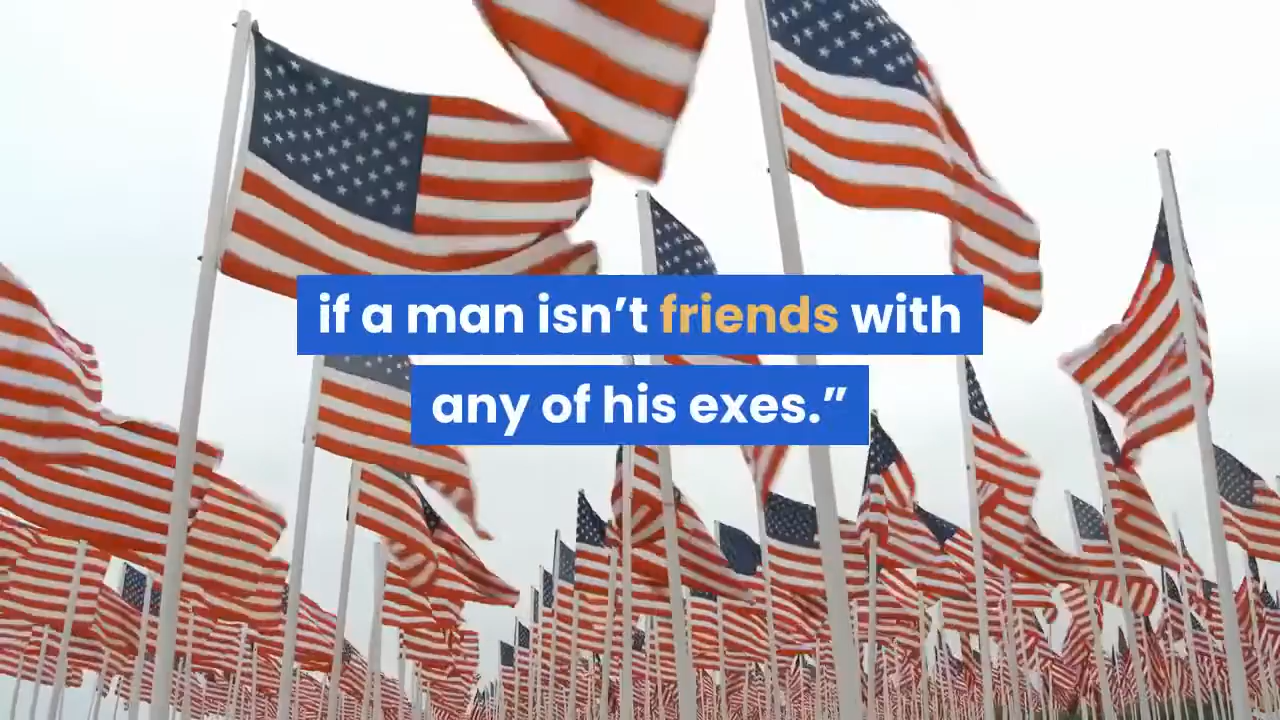 if a man isn’t friends with
any of his exes.”